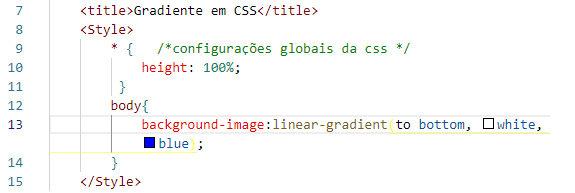 7 <title>Gradiente em CSS</title>
8 <Style>
9 * { /*configurações globais da css */
10 height: 100%;
11 }
12 body{
13 background-image:linear-gradient(to bottom, white,
blue);
14 }
15 </Style>